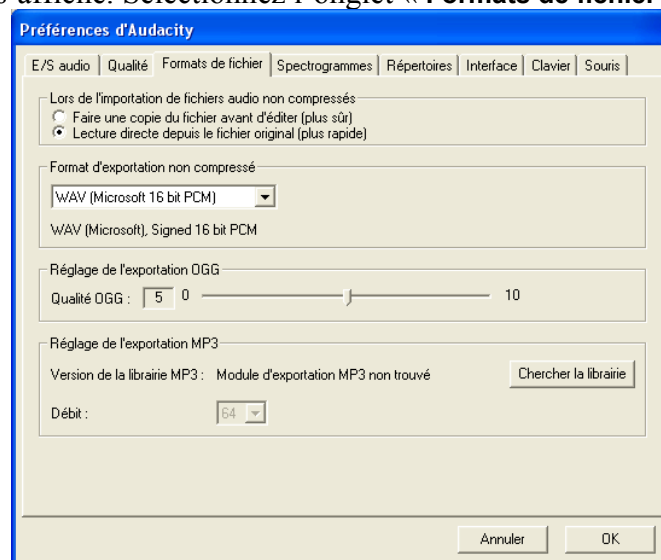 s'affiche. Sélectionnez l'onglet « Formats de fichier
Préférences d'Audacity
E/S audio Qualité Formats de fichier Spectrogrammes Répertoires Interface Clavier Souris
Lors de l'importation de fichiers audio non compressés
Faire une copie du fichier avant d'éditer (plus sûr)
Lecture directe depuis le fichier original (plus rapide)
Format d'exportation non compressé
WAV (Microsoft 16 bit PCM)
WAV (Microsoft), Signed 16 bit PCM
Réglage de l'exportation OGG
Qualité OGG : 5 0 10
Réglage de l'exportation MP3
Version de la librairie MP3 : Module d'exportation MP3 non trouvé Chercher la librairie
Débit : 64
Annuler OK